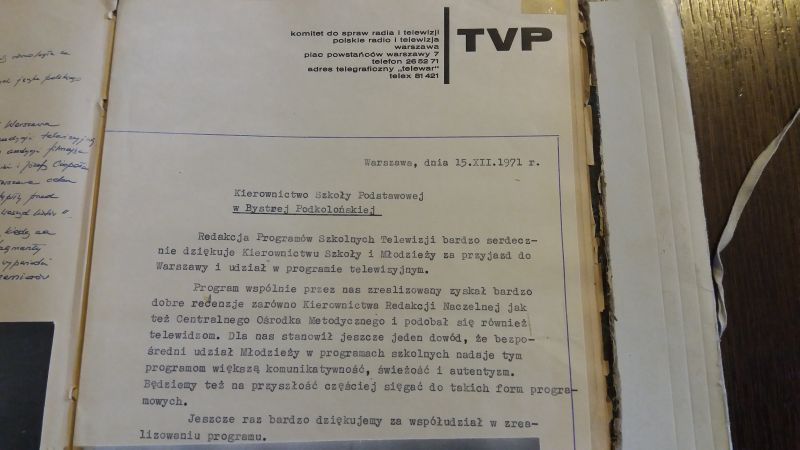 komitet do spraw radia i telewizji
polskie radio i telewizja
warszawa
plac powstańców warszawy 7
telefon 26 52 71
adres telegraficzny „telewar"
telex 81 421
TVP
Warszawa, dnia 15.XII.1971 r.
Kierownictwo Szkoły Podstawowej
w Bystrej Podkolońskiej
Redakcja Programów Szkolnych Telewizji bardzo serdecz-
nie dziękuje Kierownictwu Szkoły i Młodzieży za przyjazd do
Warszawy i udział w programie telewizyjnym.
Program wspólnie przez nas zrealizowany zyskał bardzo
dobre recenzje zarówno Kierownictwa Redakcji Naczelnej jak
też Centralnego Ośrodka Metodycznego i podobał się również
telewidzom. Dla nas stanowił jeszcze jeden dowód, że bezpo-
średni udział Młodzieży w programach szkolnych nadaje tym
programom większą komunikatywność, świeżość i autentyzm.
Będziemy też na przyszłość częściej sięgać do takich form progra-
mowych.
Jeszcze raz bardzo dziękujemy za współudział w zrea-
lizowaniu programu.
języka polskiego
Warszawa